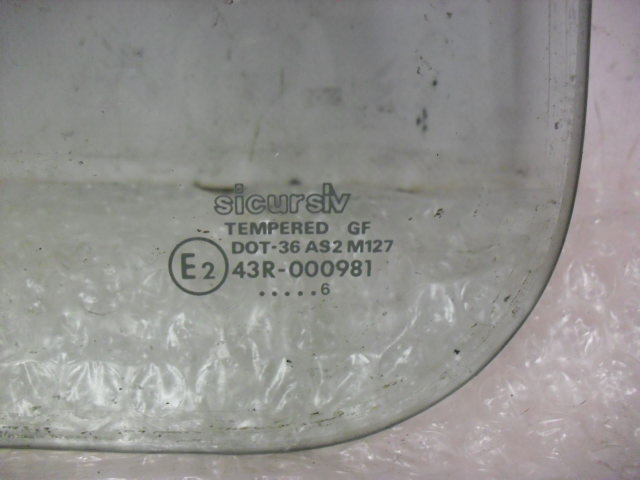 sicursiv
TEMPERED GF
DOT-36 AS2 M127
E2 43R-000981
.....6